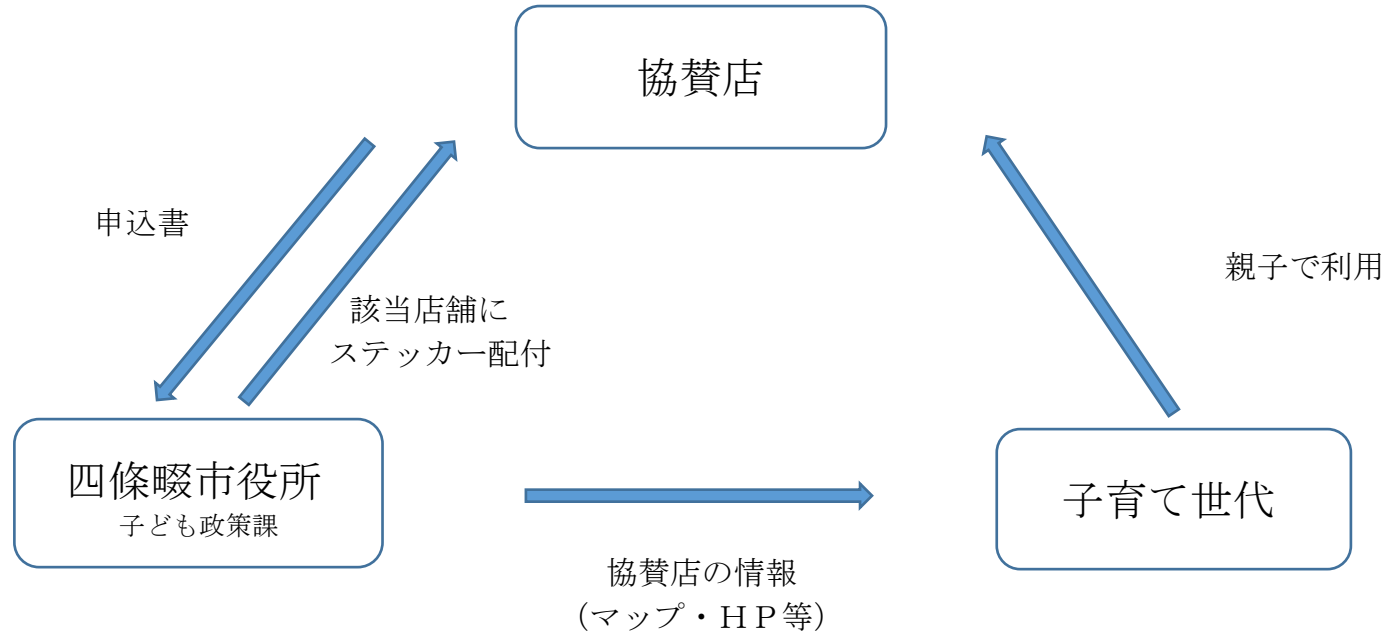 協賛店
申込書
該当店舗に
ステッカー配付
親子で利用
四條畷市役所
子ども政策課
子育て世代
協賛店の情報
（マップ・ＨＰ等）